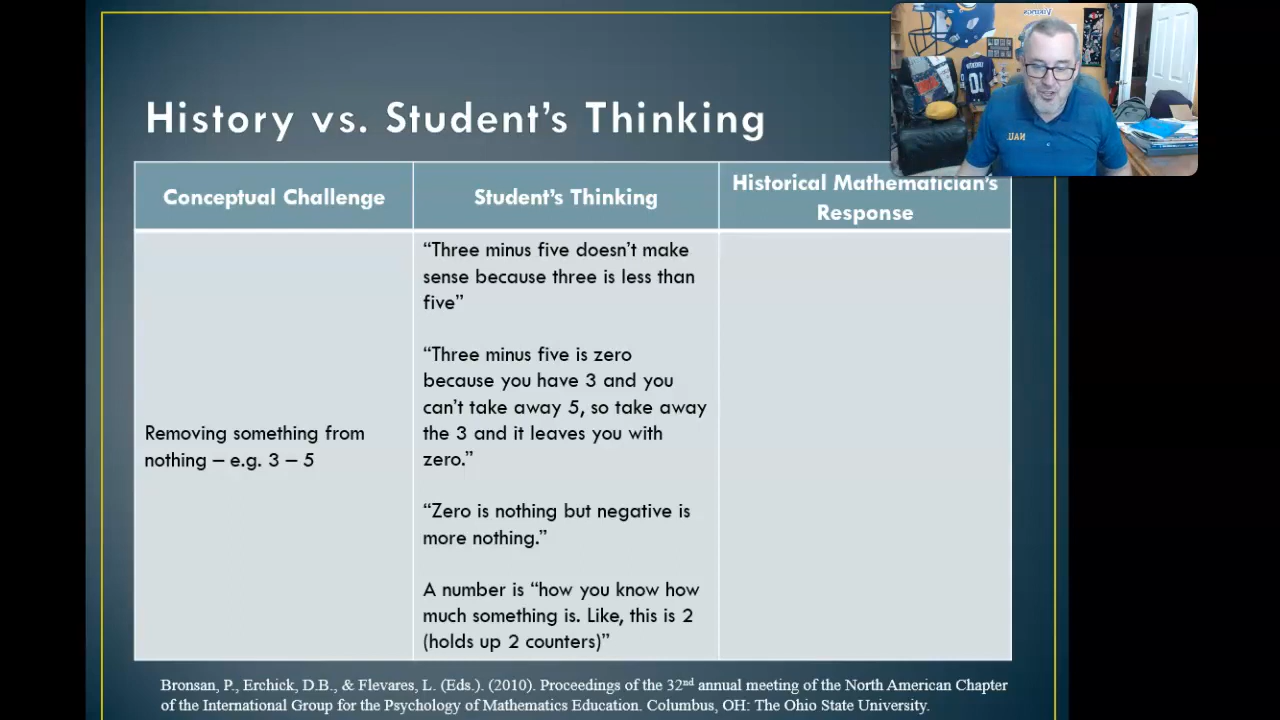 Vikings
10
NAU
History vs. Student's Thinking
Conceptual Challenge
Student's Thinking
Historical Mathematician's
Response
Removing something from
nothing – e.g. 3 – 5
“Three minus five doesn’t make
sense because three is less than
five”
“Three minus five is zero
because you have 3 and you
can’t take away 5, so take away
the 3 and it leaves you with
zero.”
“Zero is nothing but negative is
more nothing.”
A number is “how you know how
much something is. Like, this is 2
(holds up 2 counters)”
Bronsan, P., Erchick, D.B., & Flevares, L. (Eds.). (2010). Proceedings of the 32nd annual meeting of the North American Chapter
of the International Group for the Psychology of Mathematics Education. Columbus, OH: The Ohio State University.